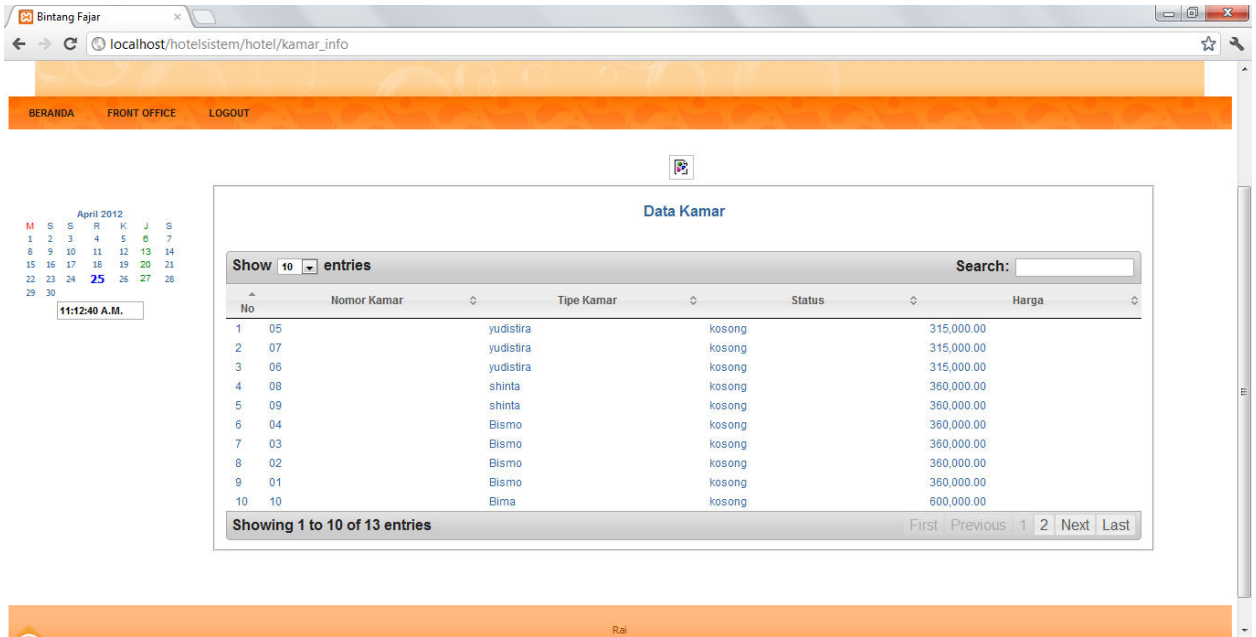 Bintang Fajar
localhost/hotelsistem/hotel/kamar_info
BERANDA FRONT OFFICE LOGOUT
April 2012
M S S R K J S
1 2 3 4 5 6 7
8 9 10 11 12 13 14
15 16 17 18 19 20 21
22 23 24 25 26 27 28
29 30
11:12:40 A.M.
Data Kamar
Show 10 entries Search:
No Nomor Kamar Tipe Kamar Status Harga
1 05 yudistira kosong 315,000.00
2 07 yudistira kosong 315,000.00
3 06 yudistira kosong 315,000.00
4 08 shinta kosong 360,000.00
5 09 shinta kosong 360,000.00
6 04 Bismo kosong 360,000.00
7 03 Bismo kosong 360,000.00
8 02 Bismo kosong 360,000.00
9 01 Bismo kosong 360,000.00
10 10 Bima kosong 600,000.00
Showing 1 to 10 of 13 entries First Previous 1 2 Next Last
Rai